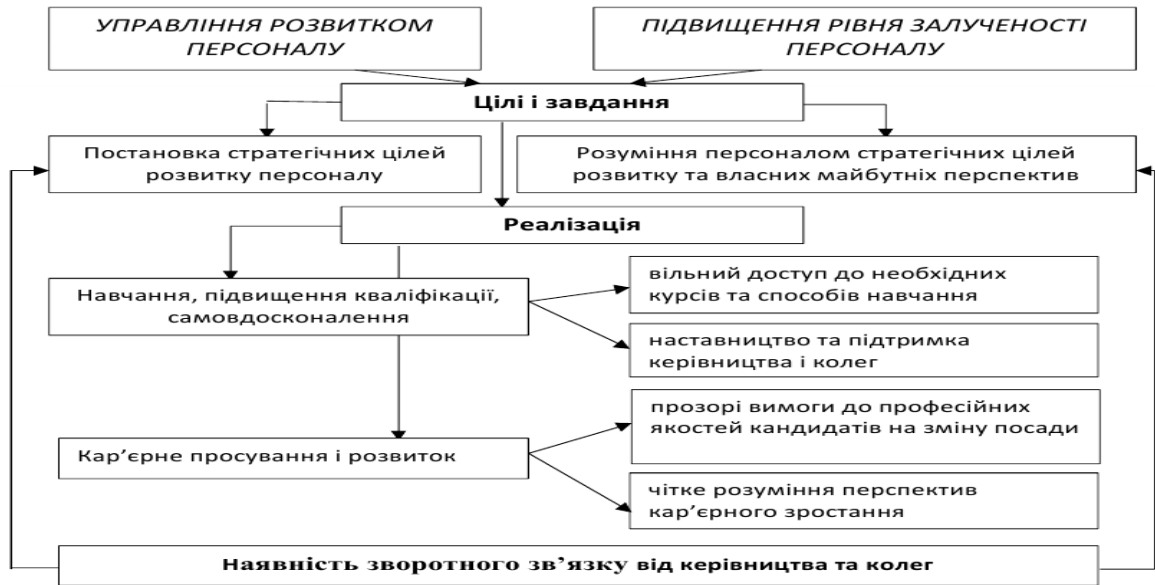 УПРАВЛІННЯ РОЗВИТКОМ
ПЕРСОНАЛУ
ПІДВИЩЕННЯ РІВНЯ ЗАЛУЧЕНОСТІ
ПЕРСОНАЛУ
Цілі і завдання
Постановка стратегічних цілей
розвитку персоналу
Розуміння персоналом стратегічних цілей
розвитку та власних майбутніх перспектив
Реалізація
Навчання, підвищення кваліфікації,
самовдосконалення
вільний доступ до необхідних
курсів та способів навчання
наставництво та підтримка
керівництва і колег
прозорі вимоги до професійних
якостей кандидатів на зміну посади
Кар’єрне просування і розвиток
чітке розуміння перспектив
кар’єрного зростання
Наявність зворотного зв’язку від керівництва та колег